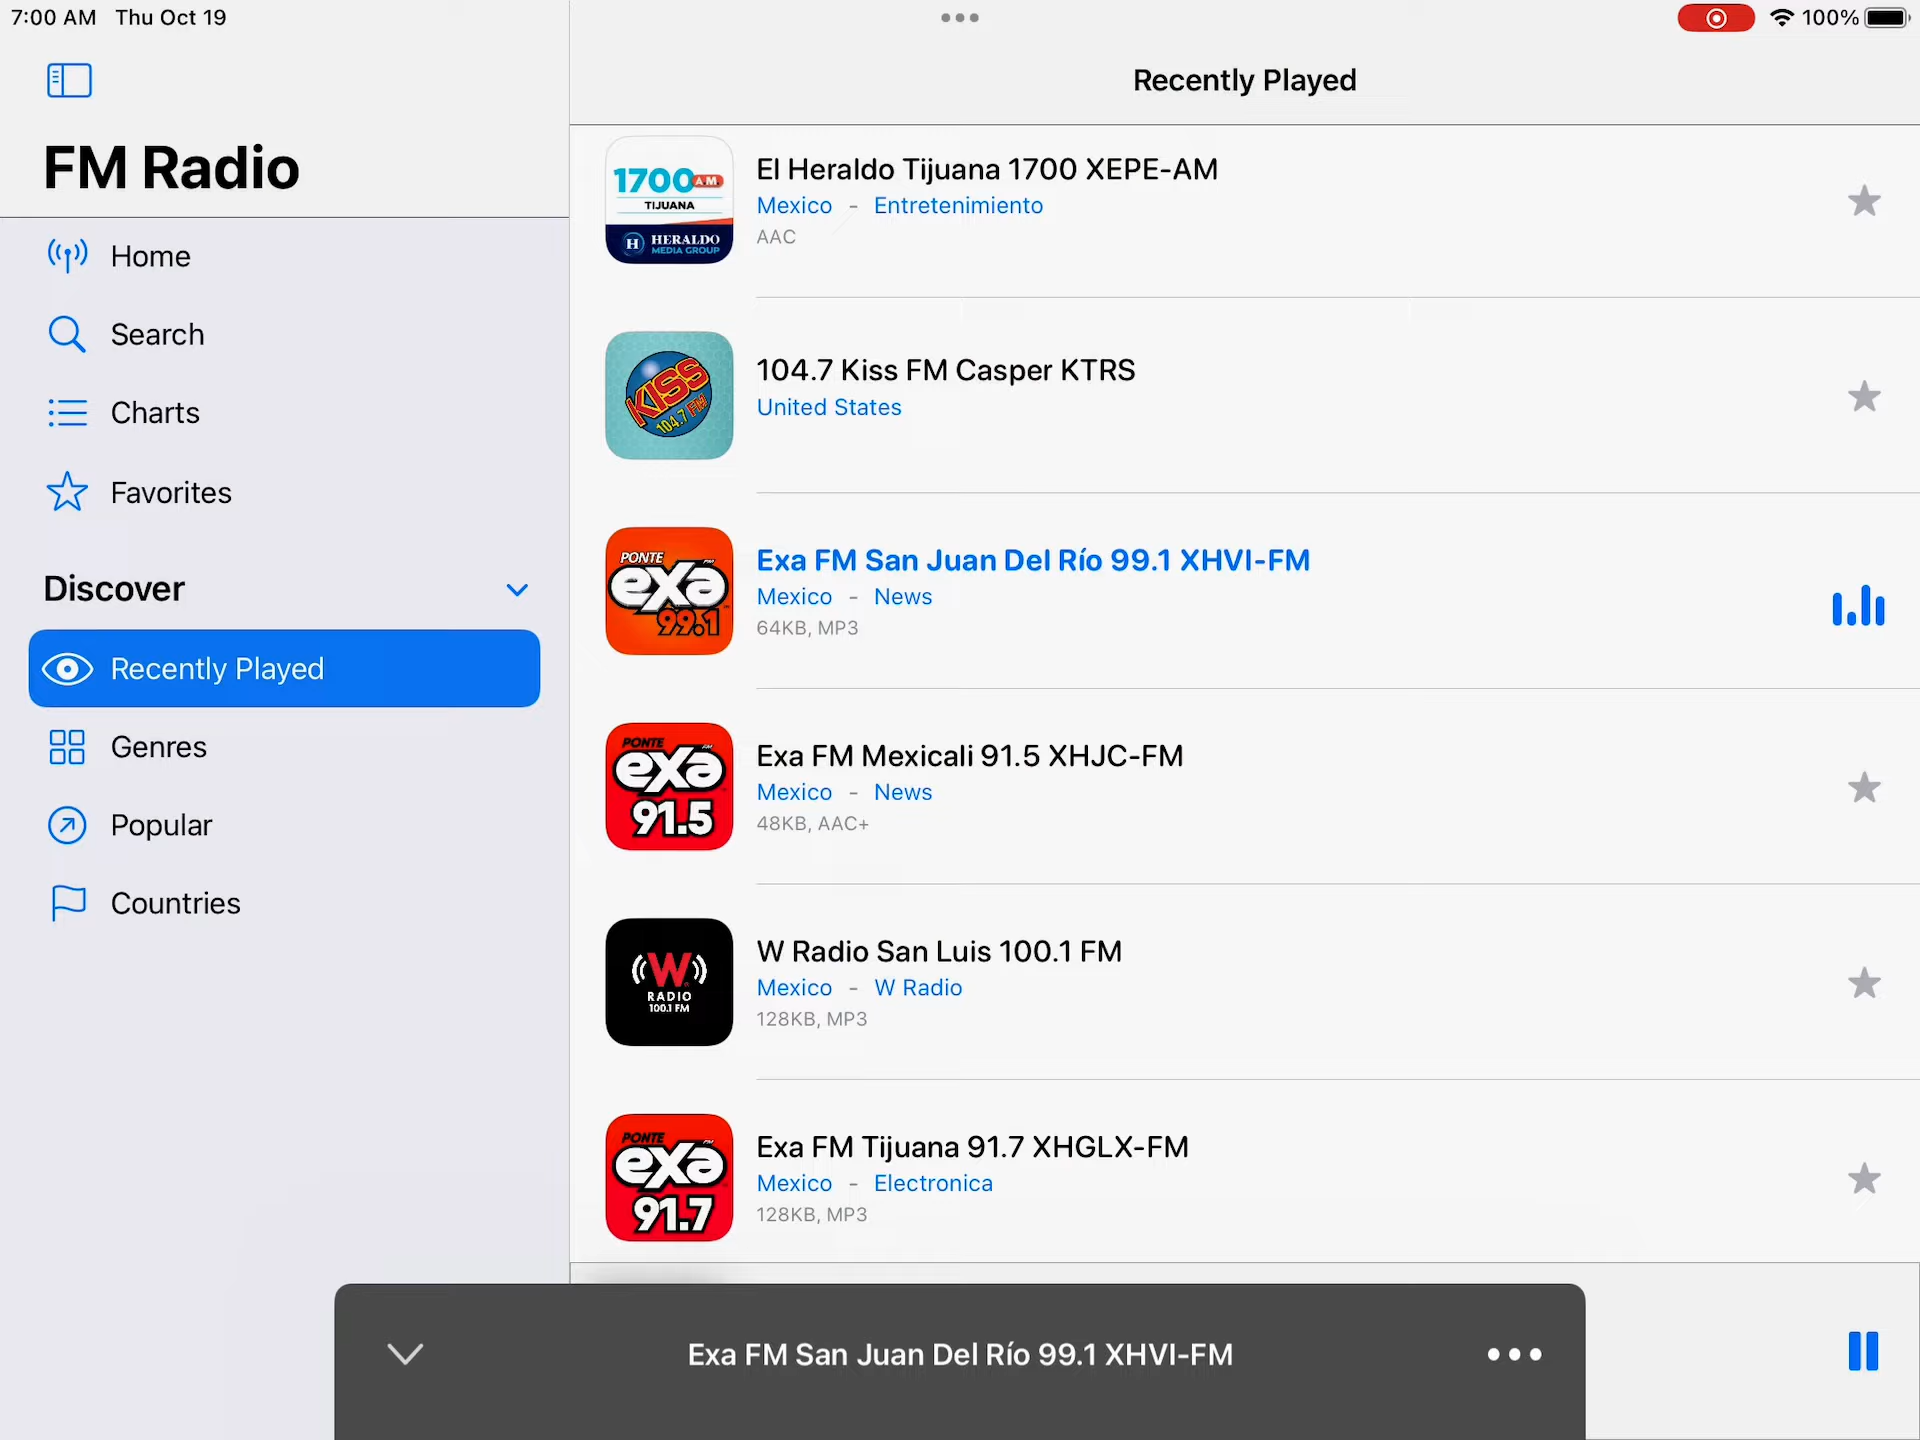 7:00 AM Thu Oct 19
100%
FM Radio
Home
Search
Charts
Favorites
Discover
Recently Played
Genres
Popular
Countries
Recently Played
1700 AM
TIJUANA
H HERALDO
MEDIA GROUP
El Heraldo Tijuana 1700 XEPE-AM
Mexico - Entretenimiento
AAC
KISS
104.7 FM
104.7 Kiss FM Casper KTRS
United States
PONTE
exa FM
99.1
Exa FM San Juan Del Río 99.1 XHVI-FM
Mexico - News
64KB, MP3
PONTE
exa FM
91.5
Exa FM Mexicali 91.5 XHJC-FM
Mexico - News
48KB, AAC+
W
RADIO
100.1 FM
W Radio San Luis 100.1 FM
Mexico - W Radio
128KB, MP3
PONTE
exa FM
91.7
Exa FM Tijuana 91.7 XHGLX-FM
Mexico - Electronica
128KB, MP3
Exa FM San Juan Del Río 99.1 XHVI-FM